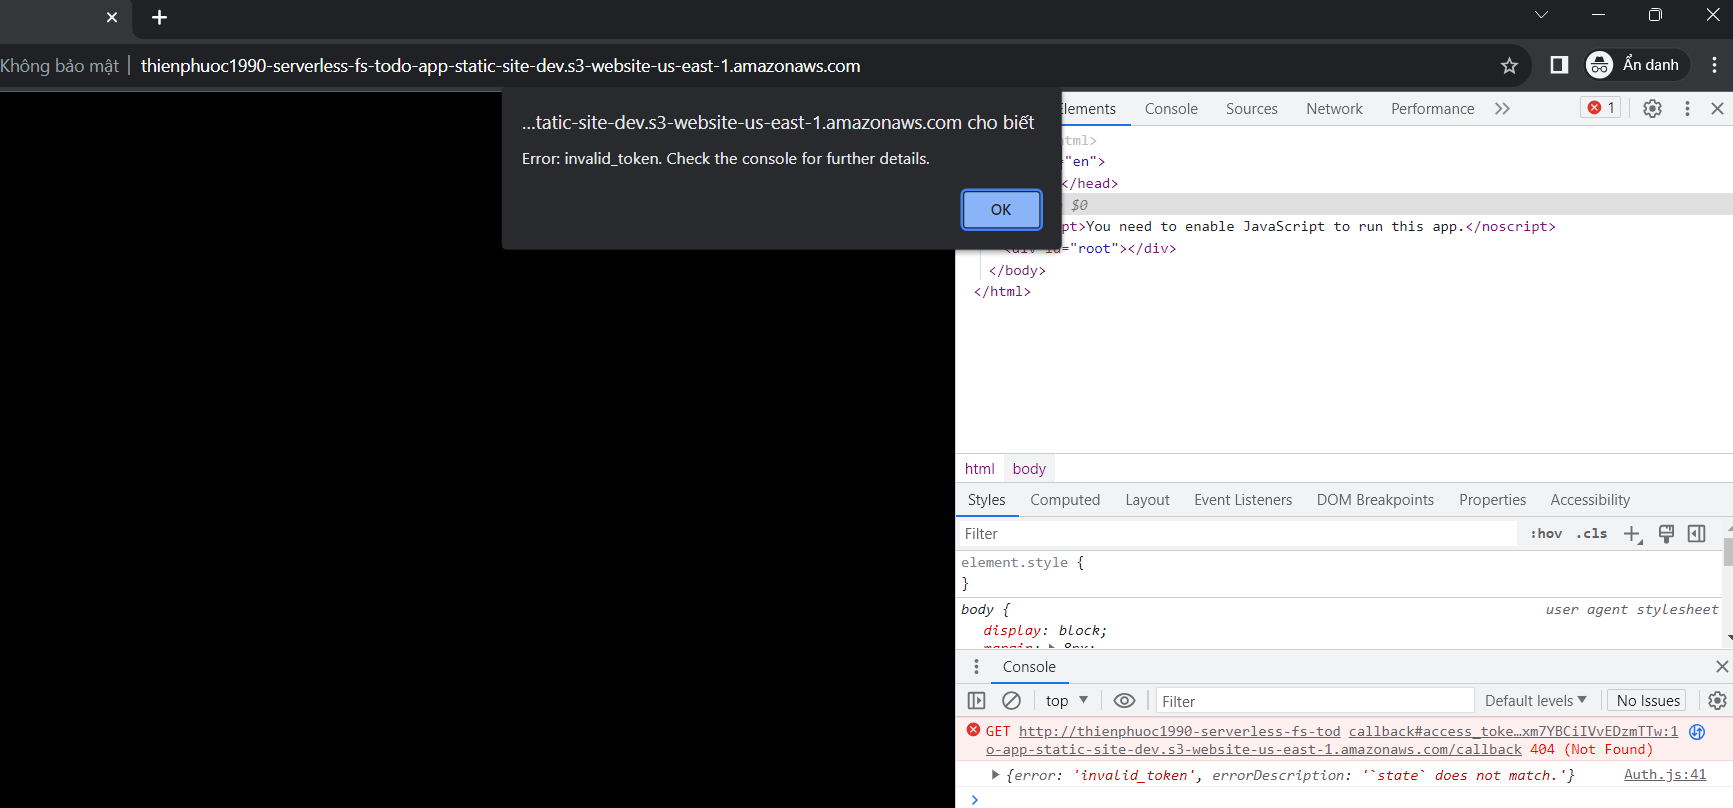 Không bảo mật thienphuoc1990-serverless-fs-todo-app-static-site-dev.s3-website-us-east-1.amazonaws.com Ẩn danh
...tatic-site-dev.s3-website-us-east-1.amazonaws.com cho biết
Error: invalid_token. Check the console for further details.
OK
Elements Console Sources Network Performance 1
html>
="en">
</head>
$0
pt>You need to enable JavaScript to run this app.</noscript>
<div id="root"></div>
</body>
</html>
html body
Styles Computed Layout Event Listeners DOM Breakpoints Properties Accessibility
Filter :hov .cls
element.style {
}
body { user agent stylesheet
display: block;
margin: 8px;
Console
top Filter Default levels No Issues
GET http://thienphuoc1990-serverless-fs-tod callback#access_toke…xm7YBCiIVvEDzmTTw:1
o-app-static-site-dev.s3-website-us-east-1.amazonaws.com/callback 404 (Not Found)
{error: 'invalid_token', errorDescription: '`state` does not match.'} Auth.js:41